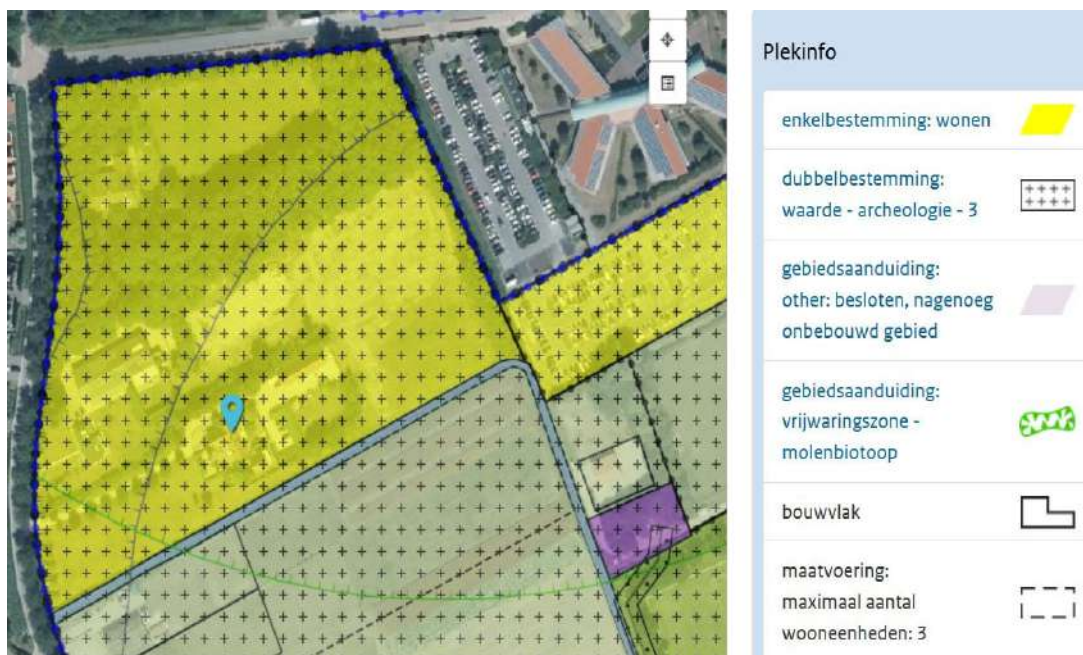 Plekinfo
enkelbestemming: wonen
dubbelbestemming:
waarde - archeologie - 3
gebiedsaanduiding:
other: besloten, nagenoeg
onbebouwd gebied
gebiedsaanduiding:
vrijwaringszone -
molenbiotoop
bouwvlak
maatvoering:
maximaal aantal
wooneenheden: 3